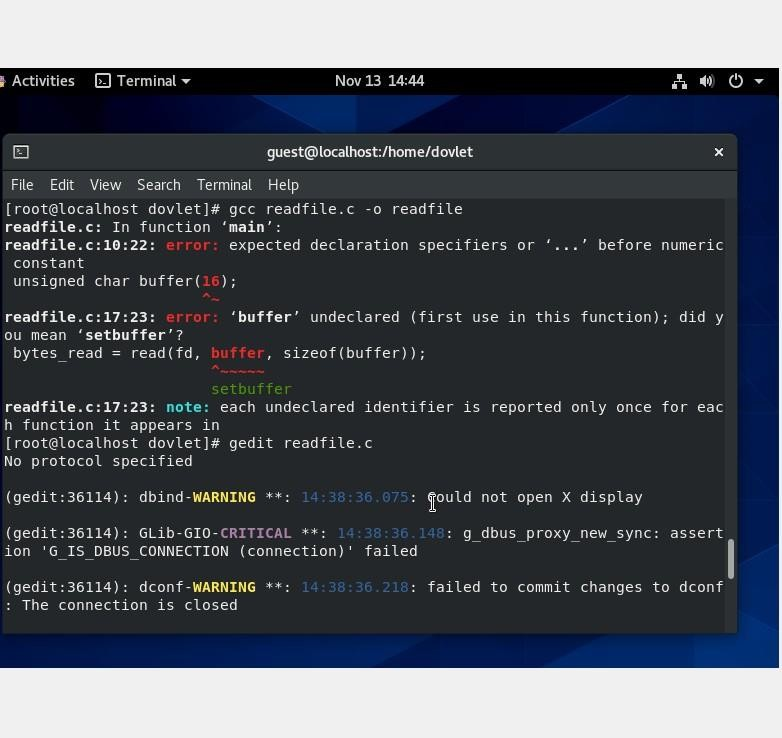 Activities Terminal Nov 13 14:44
guest@localhost:/home/dovlet ×
File Edit View Search Terminal Help
[root@localhost dovlet]# gcc readfile.c -o readfile
readfile.c: In function ‘main’:
readfile.c:10:22: error: expected declaration specifiers or ‘...’ before numeric
 constant
 unsigned char buffer(16);
                      ^~
readfile.c:17:23: error: ‘buffer’ undeclared (first use in this function); did y
ou mean ‘setbuffer’?
 bytes_read = read(fd, buffer, sizeof(buffer));
                       ^~~~~~
                       setbuffer
readfile.c:17:23: note: each undeclared identifier is reported only once for eac
h function it appears in
[root@localhost dovlet]# gedit readfile.c
No protocol specified
(gedit:36114): dbind-WARNING **: 14:38:36.075: Could not open X display
(gedit:36114): GLib-GIO-CRITICAL **: 14:38:36.148: g_dbus_proxy_new_sync: assert
ion 'G_IS_DBUS_CONNECTION (connection)' failed
(gedit:36114): dconf-WARNING **: 14:38:36.218: failed to commit changes to dconf
: The connection is closed